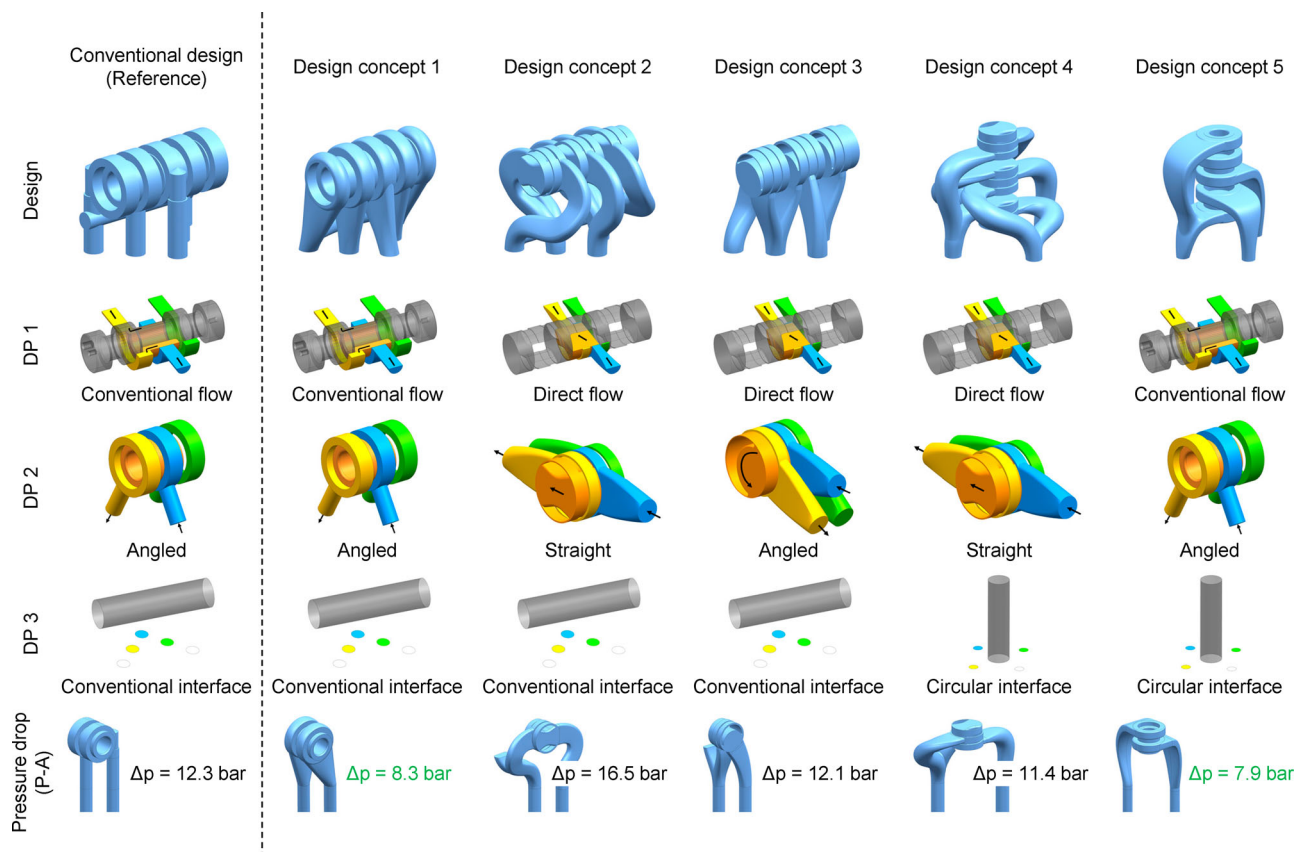 Conventional design
(Reference)
Design concept 1
Design concept 2
Design concept 3
Design concept 4
Design concept 5
Design
DP 1
Conventional flow
Conventional flow
Direct flow
Direct flow
Direct flow
Conventional flow
DP 2
Angled
Angled
Straight
Angled
Straight
Angled
DP 3
Conventional interface
Conventional interface
Conventional interface
Conventional interface
Circular interface
Circular interface
Pressure drop
(P-A)
Δp = 12.3 bar
Δp = 8.3 bar
Δp = 16.5 bar
Δp = 12.1 bar
Δp = 11.4 bar
Δp = 7.9 bar